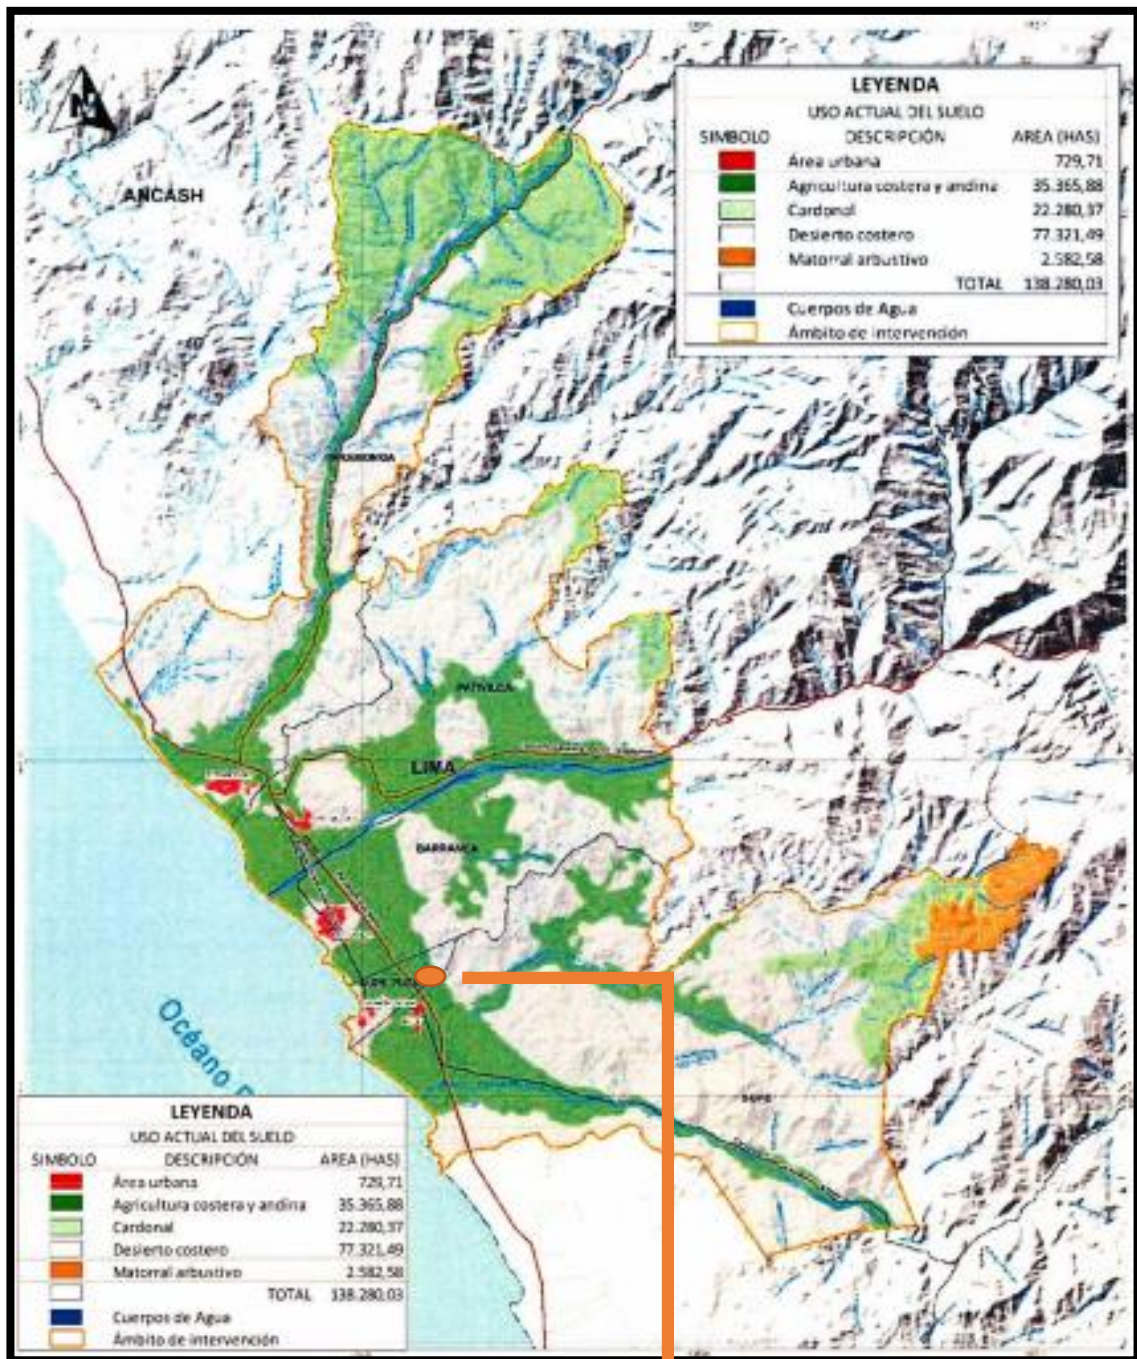 N
ANCASH
LEYENDA
USO ACTUAL DEL SUELO
SIMBOLO DESCRIPCIÓN AREA (HAS)
Área urbana 729,71
Agricultura costera y andina 35.365,88
Cardonal 22.280,37
Desierto costero 77.321,49
Matorral arbustivo 2.582,58
TOTAL 138.280,03
Cuerpos de Agua
Ámbito de intervención
PATIVILCA
LIMA
BARRANCA
SUPE
Océano
LEYENDA
USO ACTUAL DEL SUELO
SIMBOLO DESCRIPCIÓN AREA (HAS)
Área urbana 729,71
Agricultura costera y andina 35.365,88
Cardonal 22.280,37
Desierto costero 77.321,49
Matorral arbustivo 2.582,58
TOTAL 138.280,03
Cuerpos de Agua
Ámbito de intervención